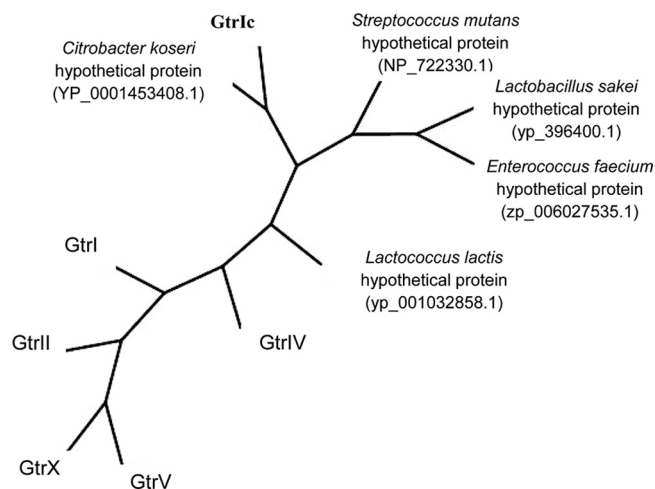 GtrIc
Citrobacter koseri
hypothetical protein
(YP_0001453408.1)
Streptococcus mutans
hypothetical protein
(NP_722330.1)
Lactobacillus sakei
hypothetical protein
(yp_396400.1)
Enterococcus faecium
hypothetical protein
(zp_006027535.1)
Lactococcus lactis
hypothetical protein
(yp_001032858.1)
GtrI
GtrIV
GtrII
GtrX
GtrV